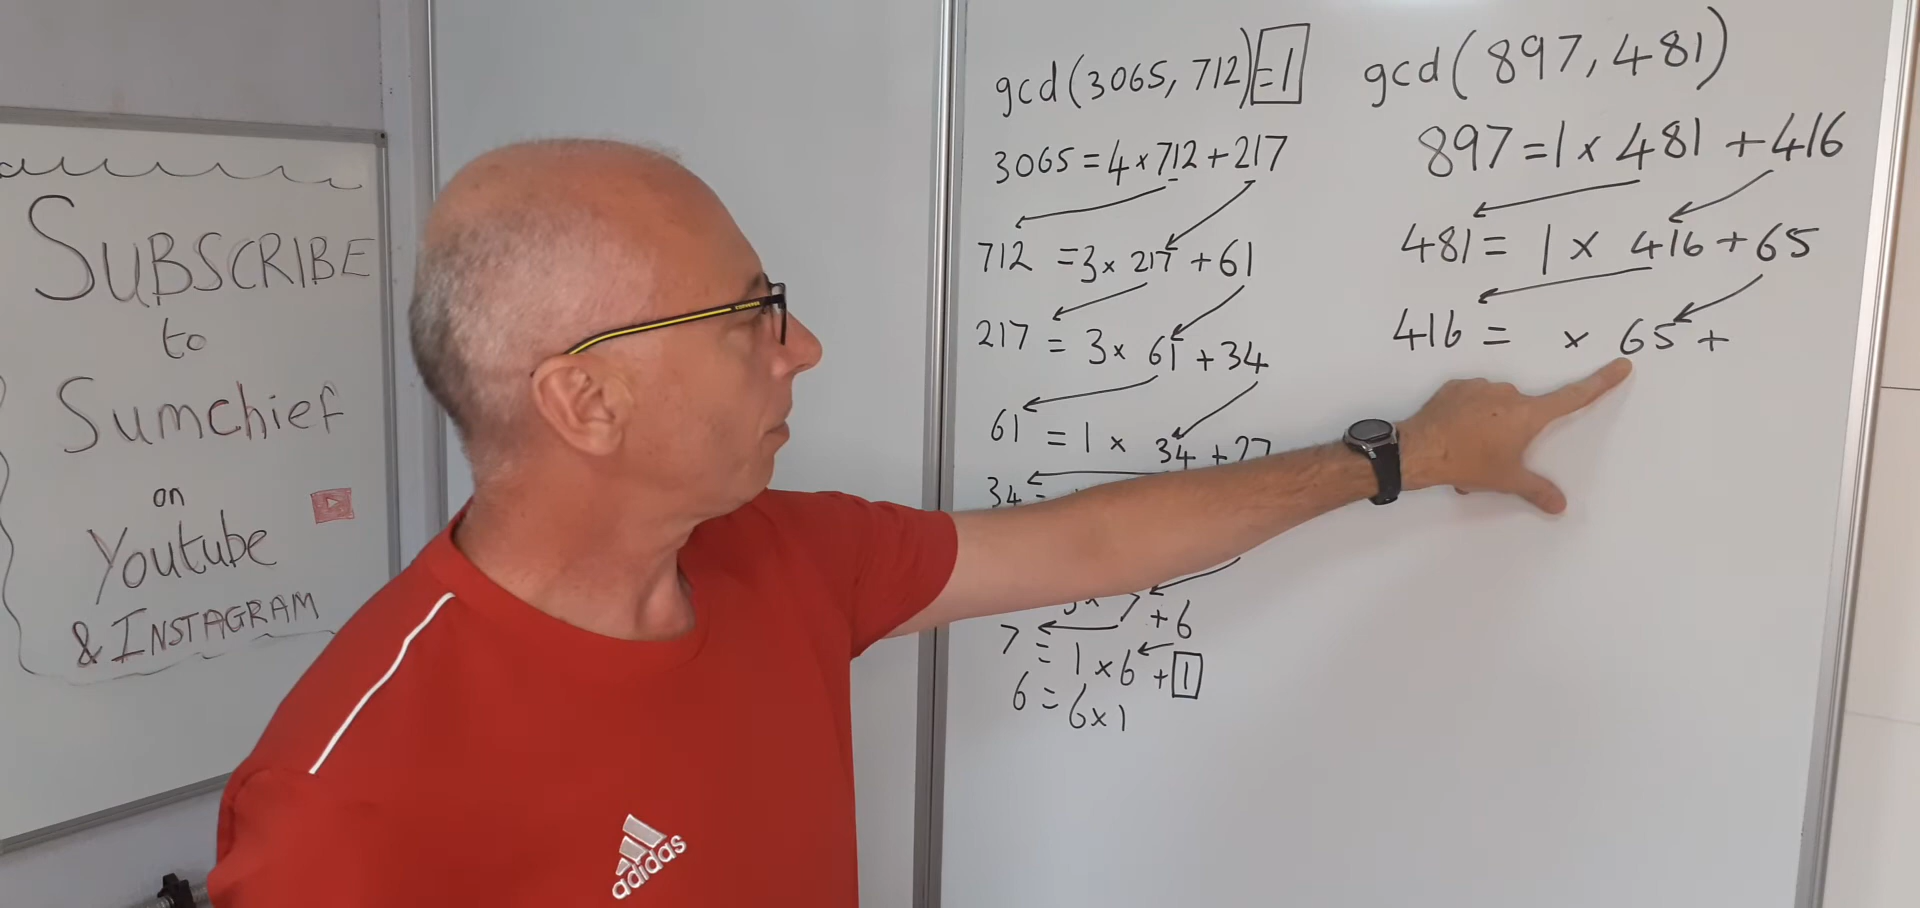 SUBSCRIBE
to
Sumchief
on
Youtube
& INSTAGRAM
adidas
gcd(3065, 712)=1
3065=4×712+217
712=3×217+61
217=3×61+34
61=1×34+27
34=
7+6
7=1×6+1
6=6×1
gcd(897,481)
897=1×481+416
481=1×416+65
416= ×65+